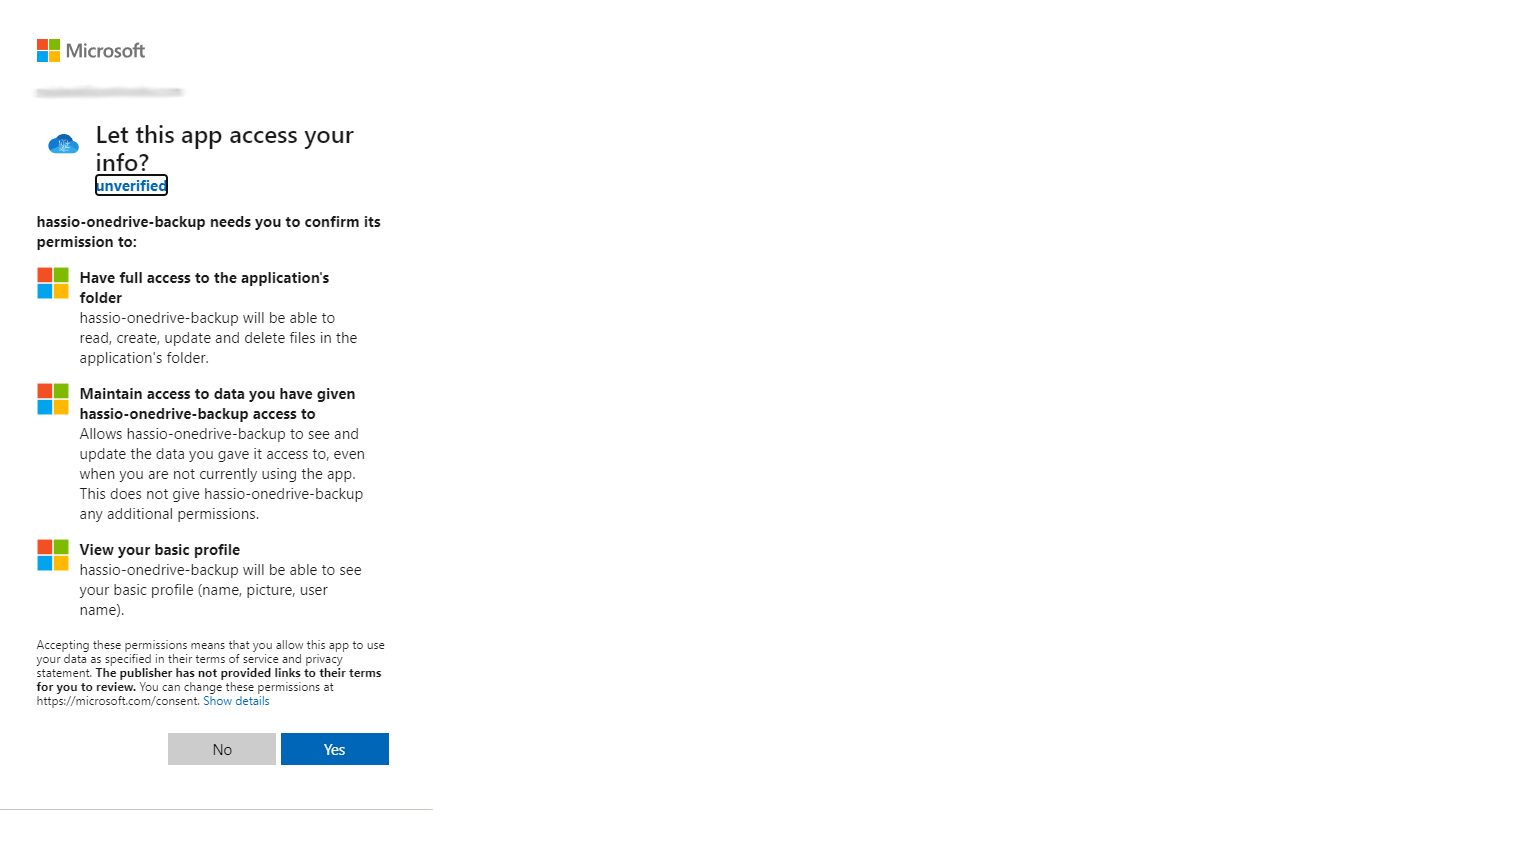 Microsoft
Let this app access your
info?
unverified
hassio-onedrive-backup needs you to confirm its
permission to:
Have full access to the application's
folder
hassio-onedrive-backup will be able to
read, create, update and delete files in the
application's folder.
Maintain access to data you have given
hassio-onedrive-backup access to
Allows hassio-onedrive-backup to see and
update the data you gave it access to, even
when you are not currently using the app.
This does not give hassio-onedrive-backup
any additional permissions.
View your basic profile
hassio-onedrive-backup will be able to see
your basic profile (name, picture, user
name).
Accepting these permissions means that you allow this app to use
your data as specified in their terms of service and privacy
statement. The publisher has not provided links to their terms
for you to review. You can change these permissions at
https://microsoft.com/consent. Show details
No Yes